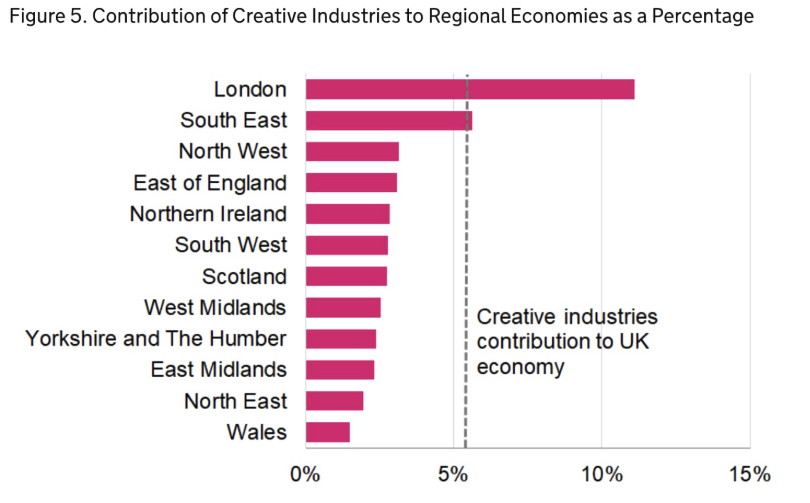 Figure 5. Contribution of Creative Industries to Regional Economies as a Percentage
London
South East
North West
East of England
Northern Ireland
South West
Scotland
West Midlands
Yorkshire and The Humber
East Midlands
North East
Wales
Creative industries
contribution to UK
economy
0% 5% 10% 15%